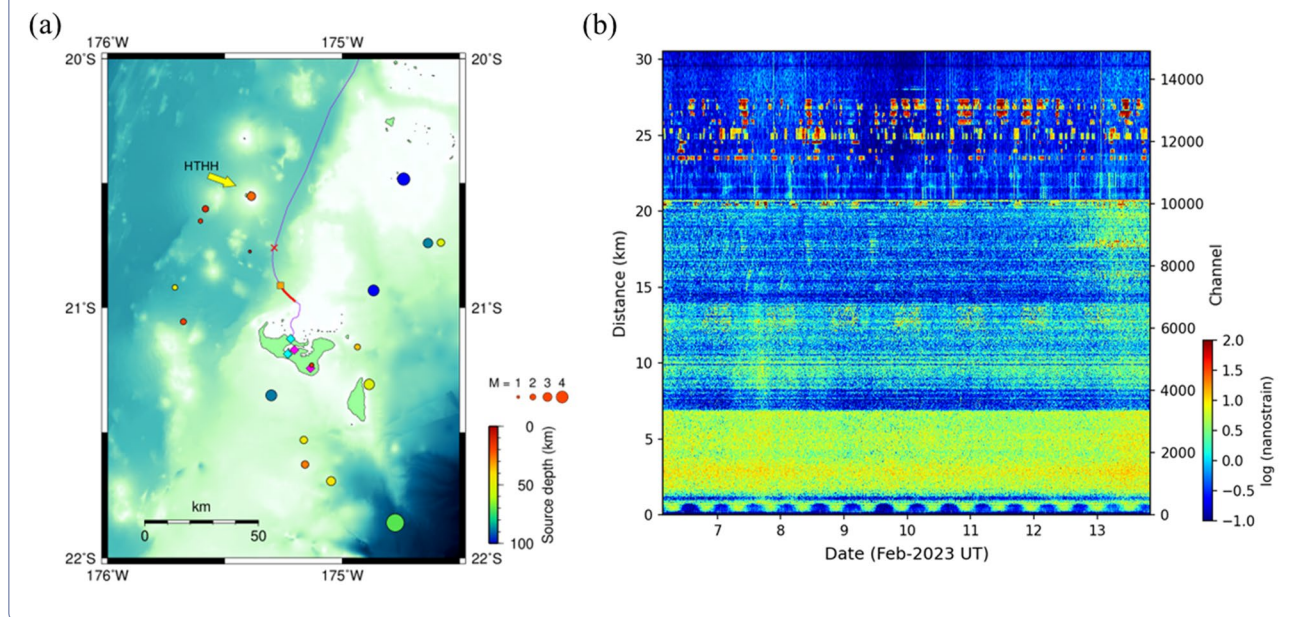 (a)
176˚W 175˚W
20˚S 20˚S
HTHH
21˚S 21˚S
M = 1 2 3 4
0
50
100
Source depth (km)
km
0 50
22˚S 22˚S
176˚W 175˚W
(b)
30
25
20
15
10
5
0
Distance (km)
14000
12000
10000
8000
6000
4000
2000
0
Channel
7 8 9 10 11 12 13
Date (Feb-2023 UT)
2.0
1.5
1.0
0.5
0.0
−0.5
−1.0
log (nanostrain)